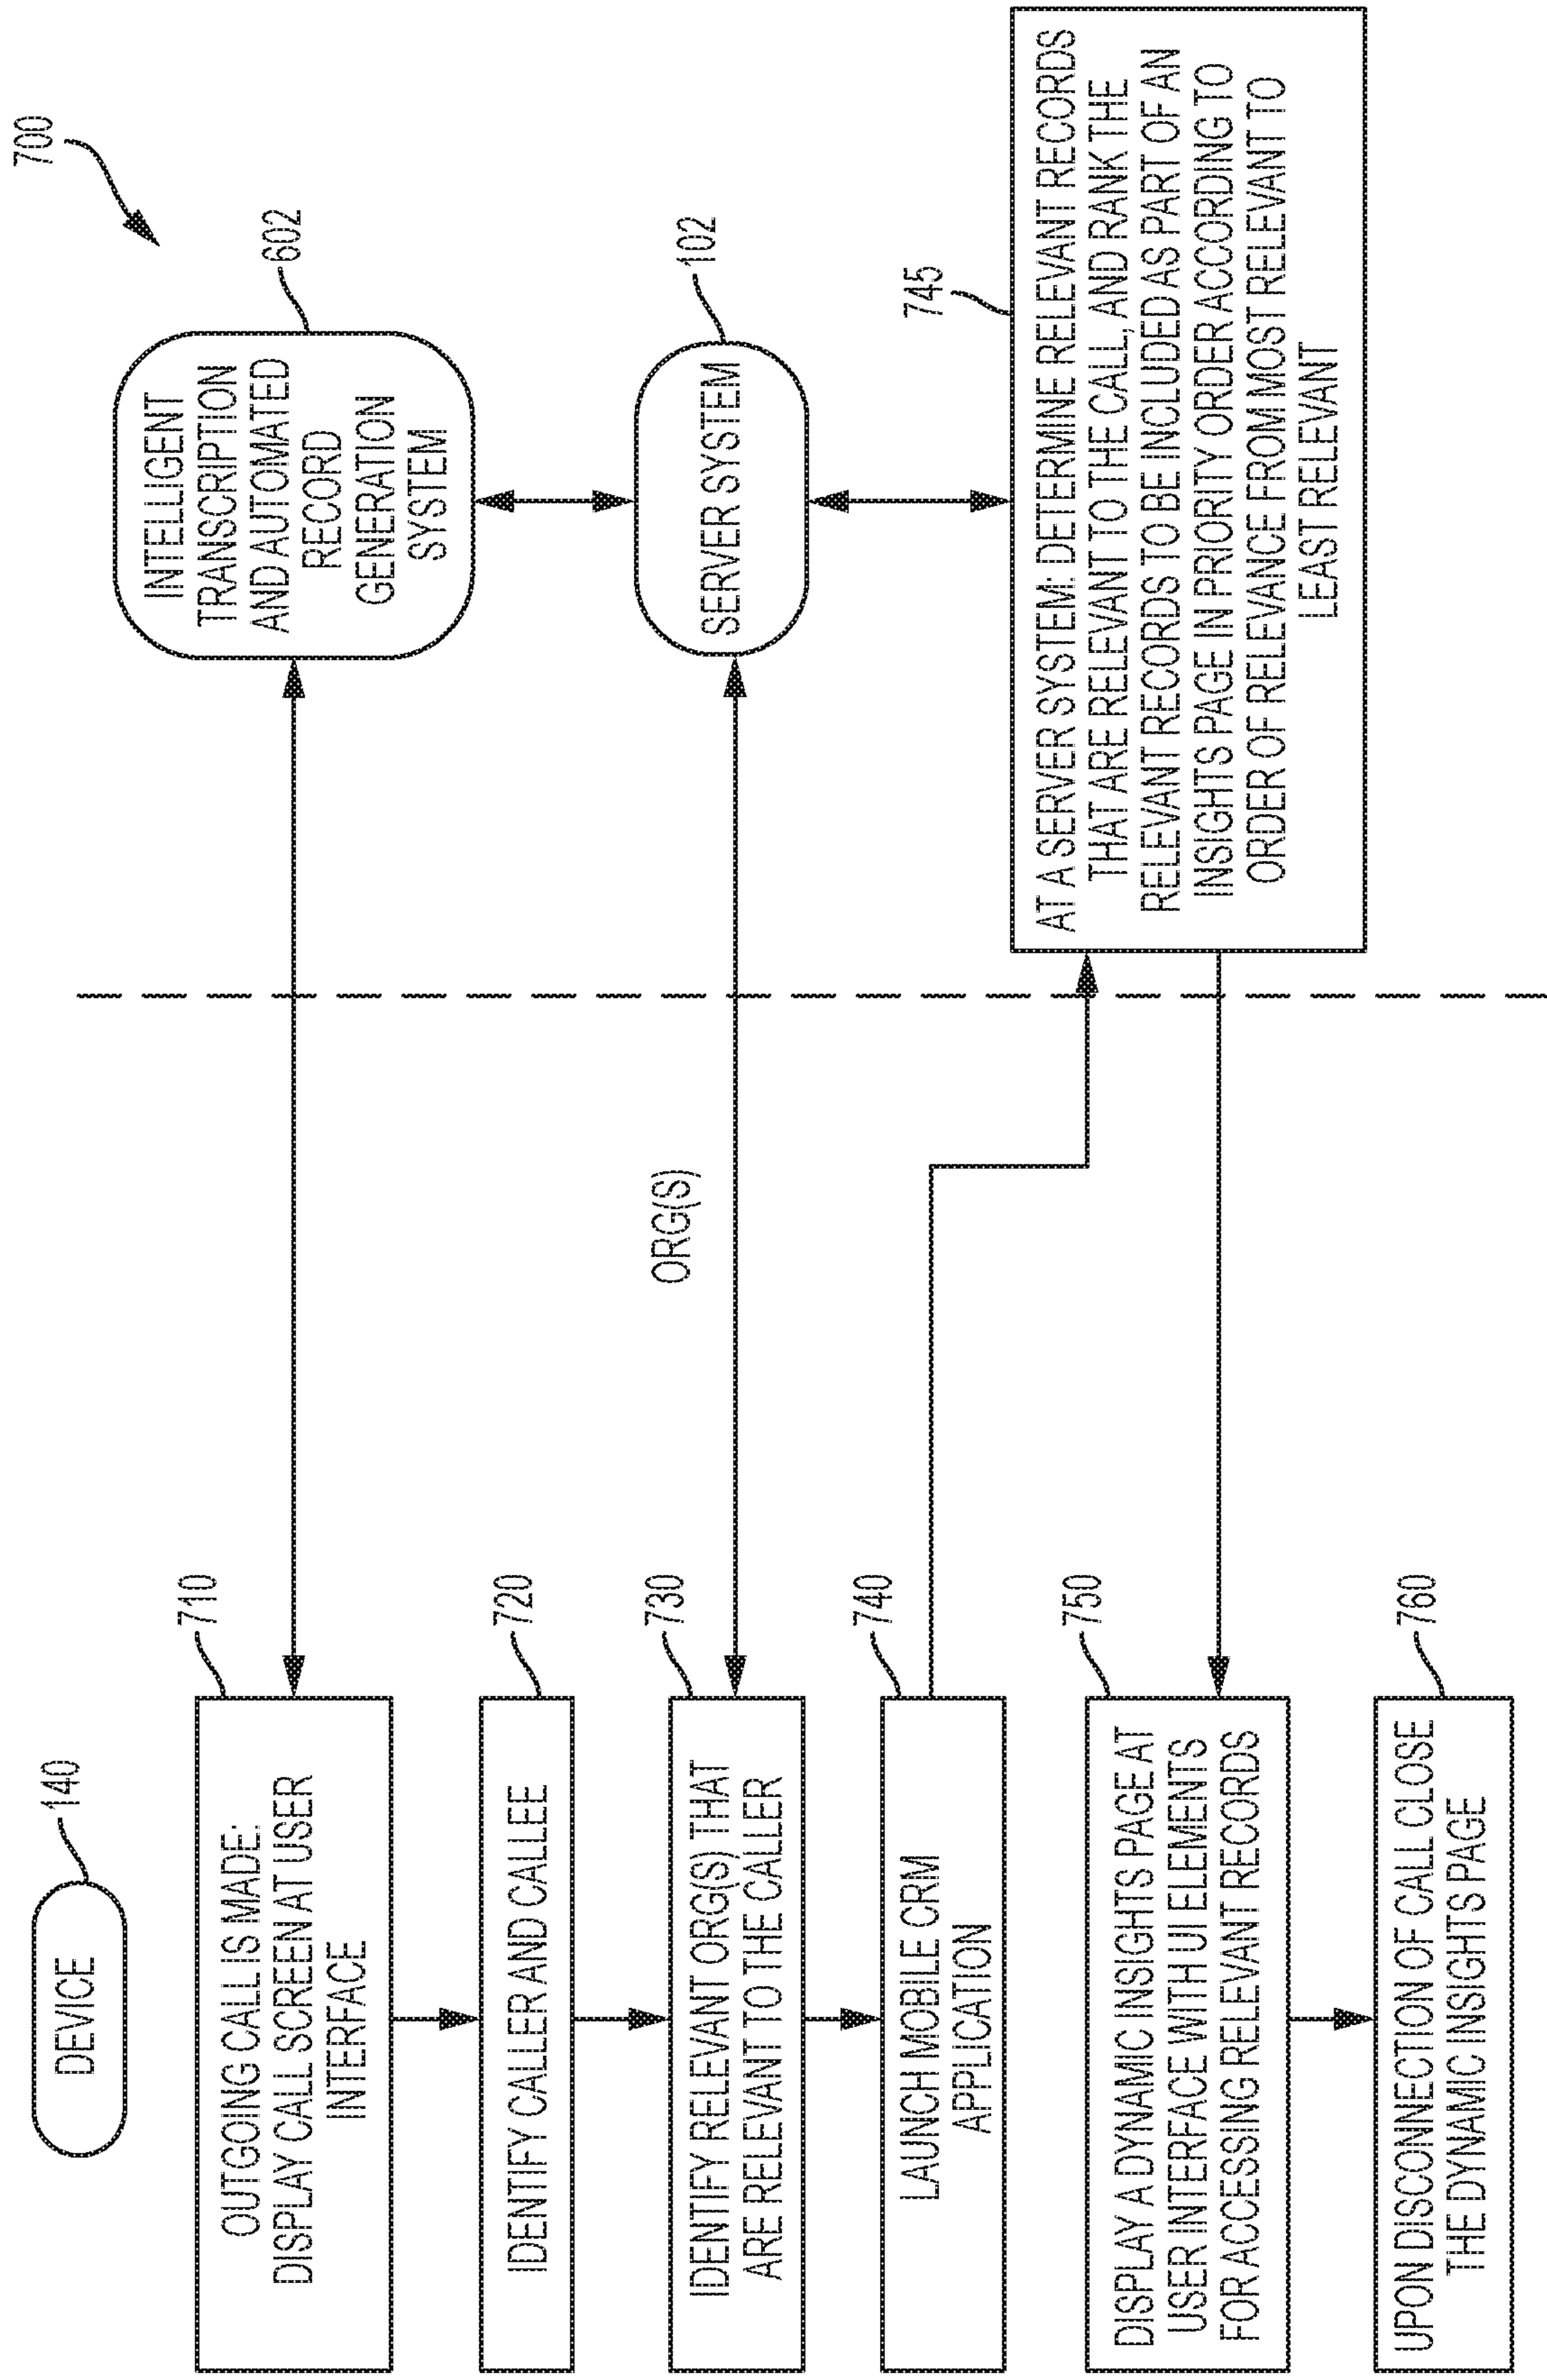 700
DEVICE
140
OUTGOING CALL IS MADE:
DISPLAY CALL SCREEN AT USER
INTERFACE
710
IDENTIFY CALLER AND CALLEE
720
IDENTIFY RELEVANT ORG(S) THAT
ARE RELEVANT TO THE CALLER
730
LAUNCH MOBILE CRM
APPLICATION
740
DISPLAY A DYNAMIC INSIGHTS PAGE AT
USER INTERFACE WITH UI ELEMENTS
FOR ACCESSING RELEVANT RECORDS
750
UPON DISCONNECTION OF CALL CLOSE
THE DYNAMIC INSIGHTS PAGE
760
ORG(S)
INTELLIGENT
TRANSCRIPTION
AND AUTOMATED
RECORD
GENERATION
SYSTEM
602
SERVER SYSTEM
102
AT A SERVER SYSTEM: DETERMINE RELEVANT RECORDS
THAT ARE RELEVANT TO THE CALL, AND RANK THE
RELEVANT RECORDS TO BE INCLUDED AS PART OF AN
INSIGHTS PAGE IN PRIORITY ORDER ACCORDING TO
ORDER OF RELEVANCE FROM MOST RELEVANT TO
LEAST RELEVANT
745